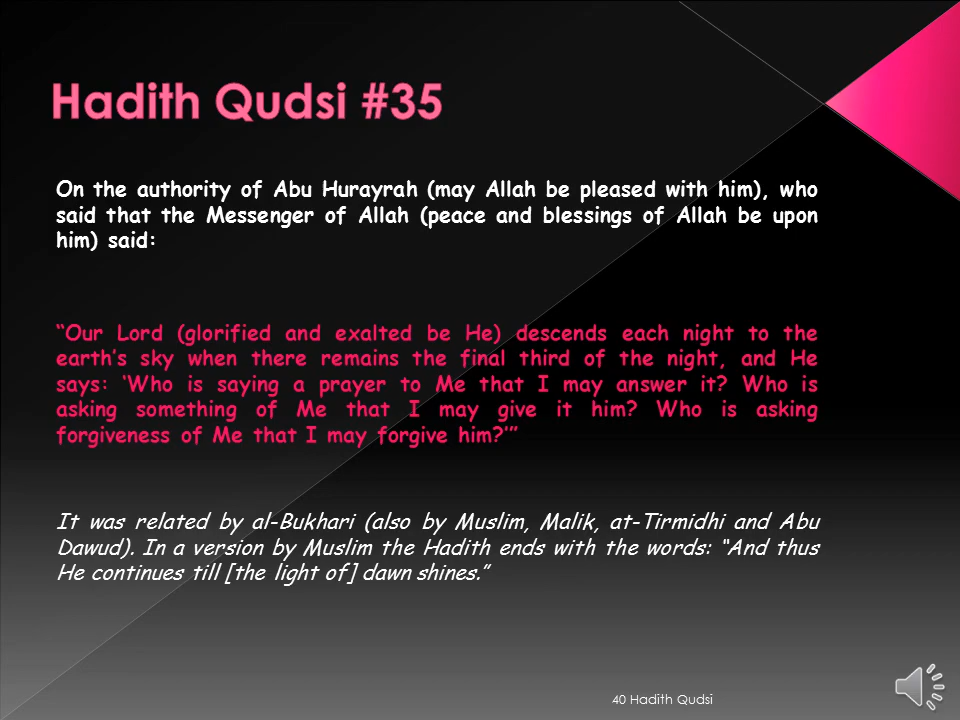 Hadith Qudsi #35
On the authority of Abu Hurayrah (may Allah be pleased with him), who
said that the Messenger of Allah (peace and blessings of Allah be upon
him) said:
“Our Lord (glorified and exalted be He) descends each night to the
earth’s sky when there remains the final third of the night, and He
says: ‘Who is saying a prayer to Me that I may answer it? Who is
asking something of Me that I may give it him? Who is asking
forgiveness of Me that I may forgive him?’”
It was related by al-Bukhari (also by Muslim, Malik, at-Tirmidhi and Abu
Dawud). In a version by Muslim the Hadith ends with the words: “And thus
He continues till [the light of] dawn shines.”
40 Hadith Qudsi